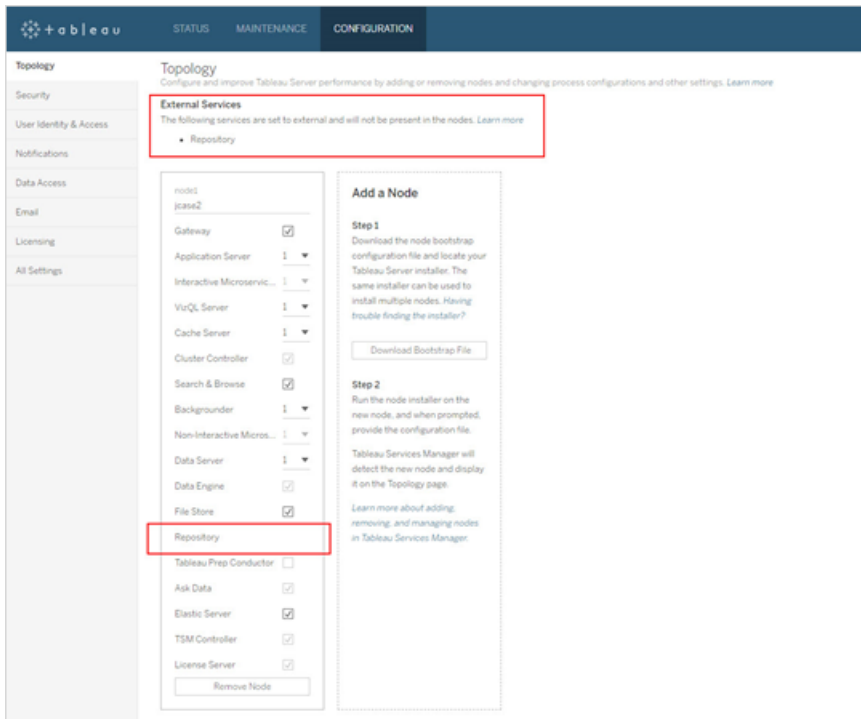 + a b l e a u
STATUS MAINTENANCE CONFIGURATION
Topology
Security
User Identity & Access
Notifications
Data Access
Email
Licensing
All Settings
Topology
Configure and improve Tableau Server performance by adding or removing nodes and changing process configurations and other settings. Learn more
External Services
The following services are set to external and will not be present in the nodes. Learn more
• Repository
node1
jcase2
Gateway
Application Server 1
Interactive Microservic... 1
VizQL Server 1
Cache Server 1
Cluster Controller
Search & Browse
Backgrounder 1
Non-Interactive Micros... 1
Data Server 1
Data Engine
File Store
Repository
Tableau Prep Conductor
Ask Data
Elastic Server
TSM Controller
License Server
Remove Node
Add a Node
Step 1
Download the node bootstrap
configuration file and locate your
Tableau Server installer. The
same installer can be used to
install multiple nodes. Having
trouble finding the installer?
Download Bootstrap File
Step 2
Run the node installer on the
new node, and when prompted,
provide the configuration file.
Tableau Services Manager will
detect the new node and display
it on the Topology page.
Learn more about adding,
removing, and managing nodes
in Tableau Services Manager.